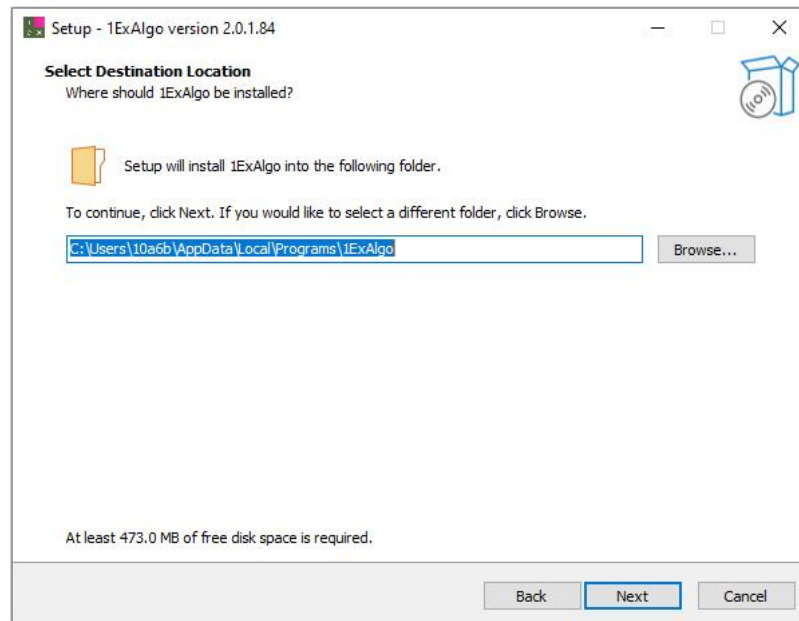 Setup - 1ExAlgo version 2.0.1.84
Select Destination Location
Where should 1ExAlgo be installed?
Setup will install 1ExAlgo into the following folder.
To continue, click Next. If you would like to select a different folder, click Browse.
C:\Users\10a6b\AppData\Local\Programs\1ExAlgo
Browse...
At least 473.0 MB of free disk space is required.
Back
Next
Cancel